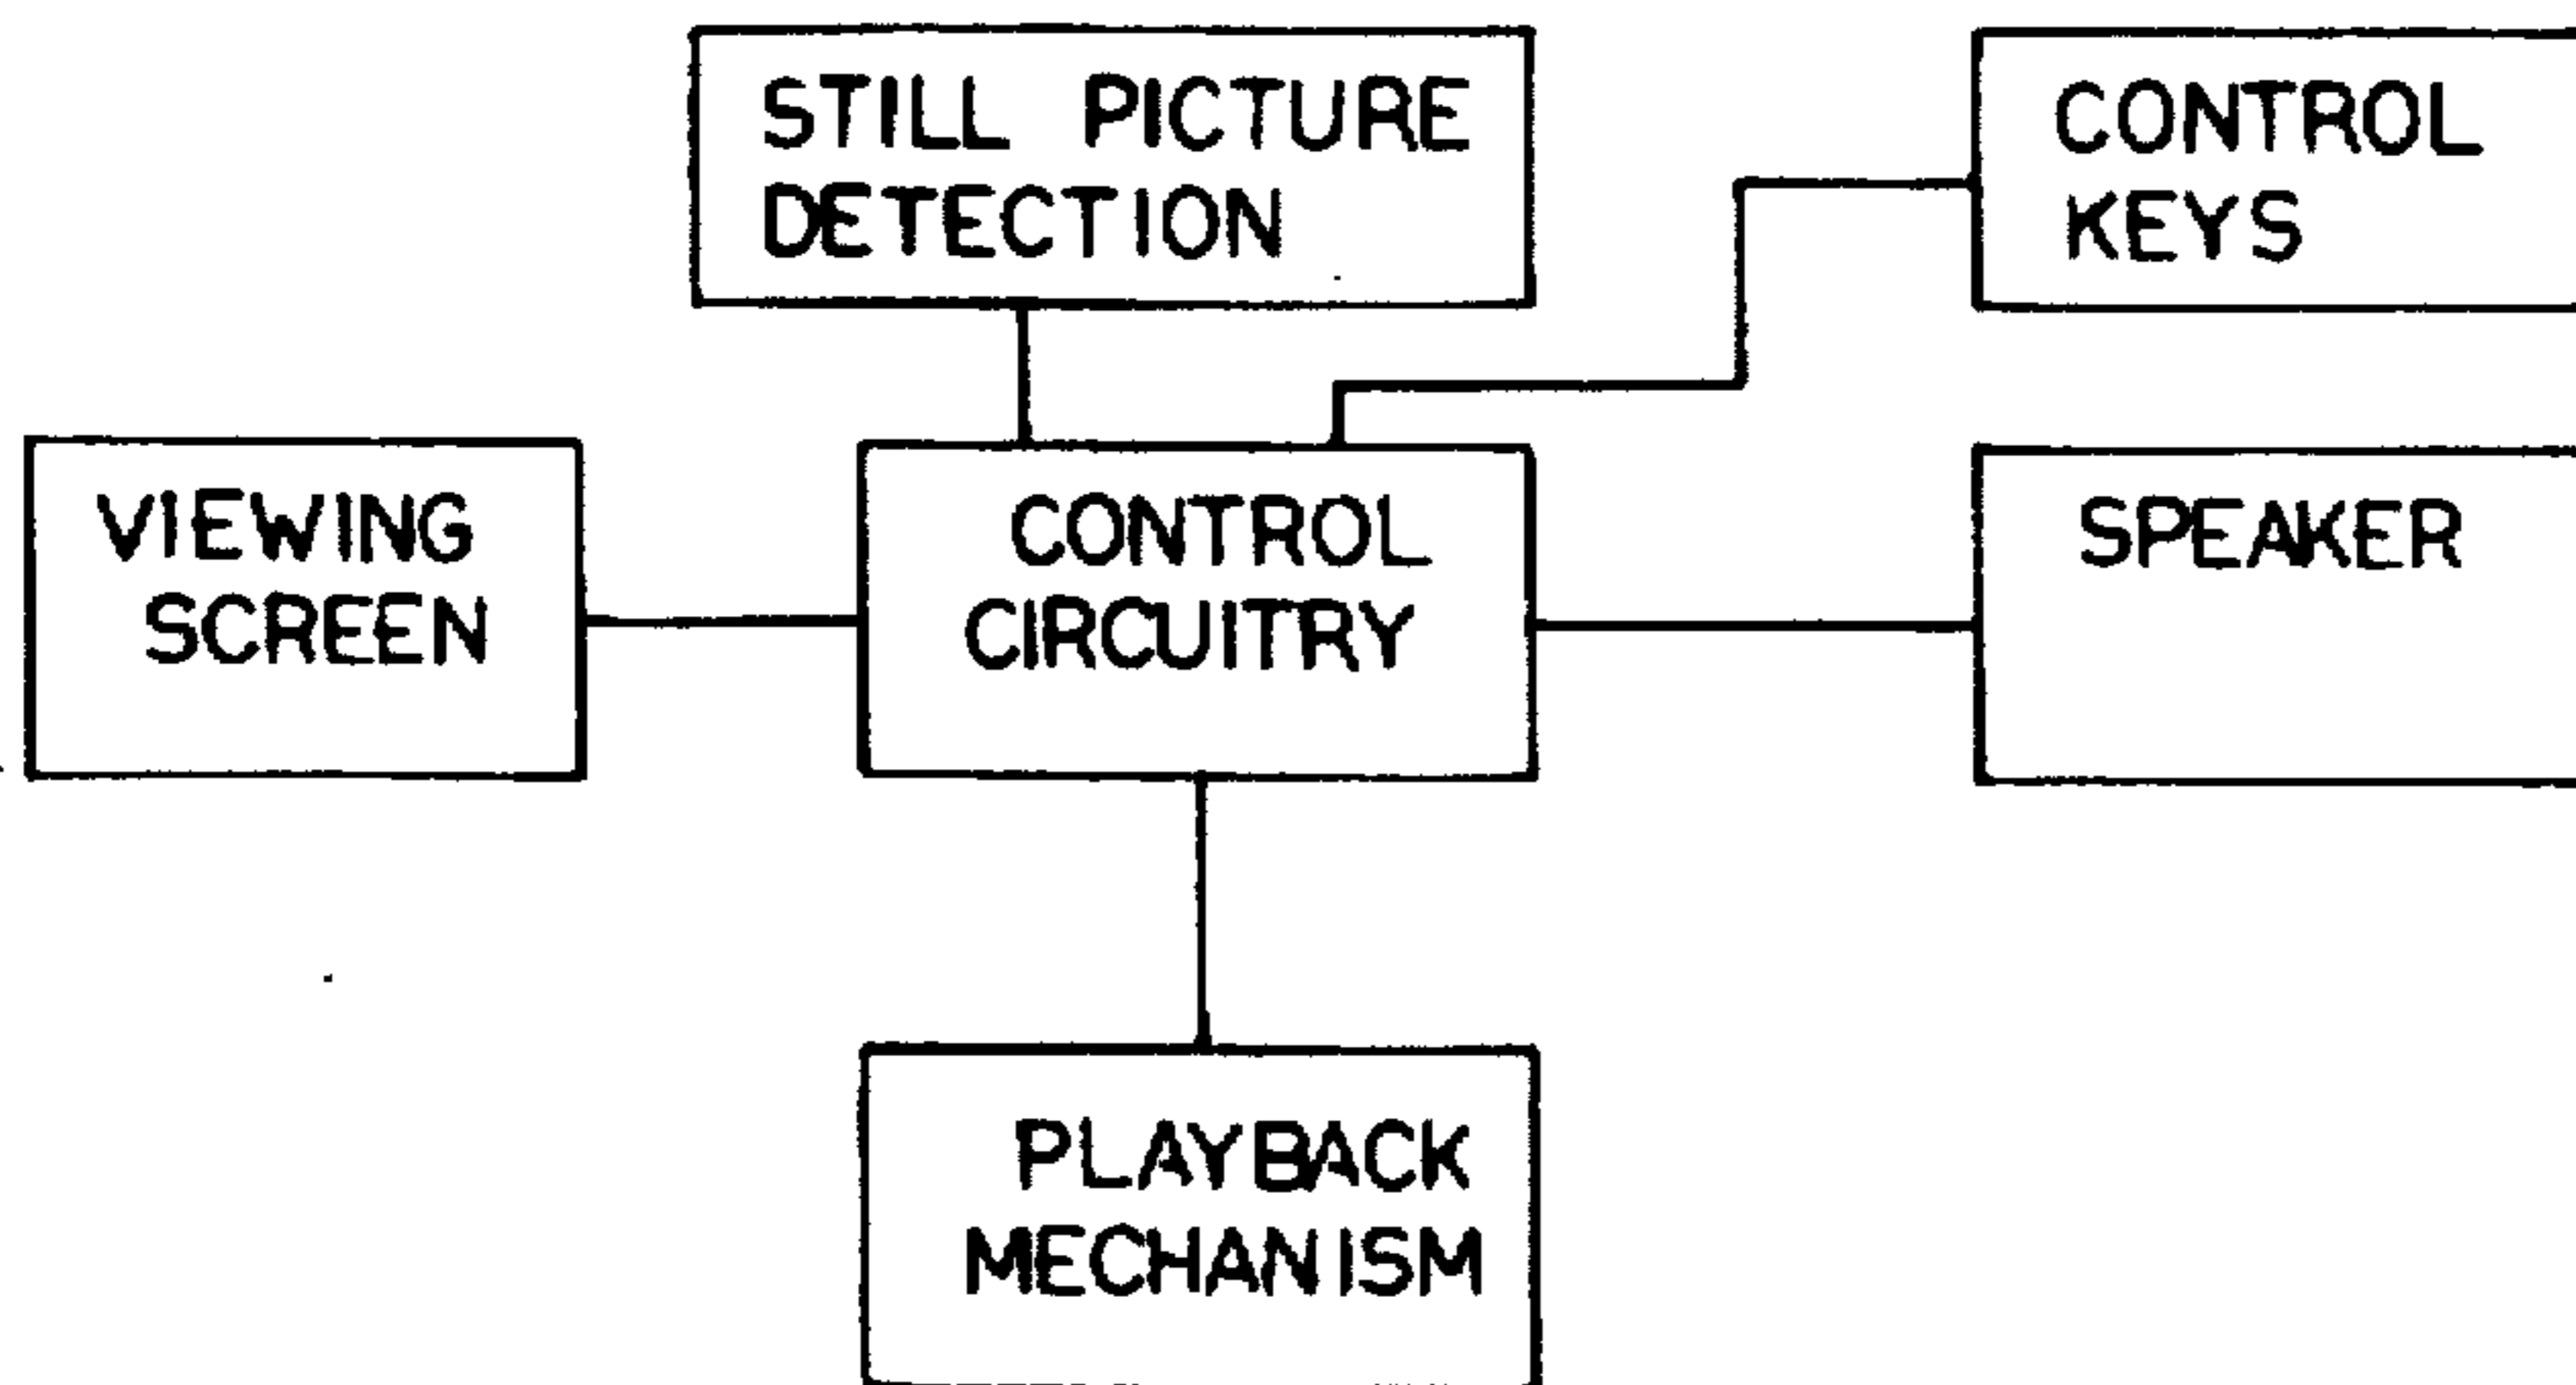 STILL PICTURE
DETECTION
CONTROL
KEYS
VIEWING
SCREEN
CONTROL
CIRCUITRY
SPEAKER
PLAYBACK
MECHANISM